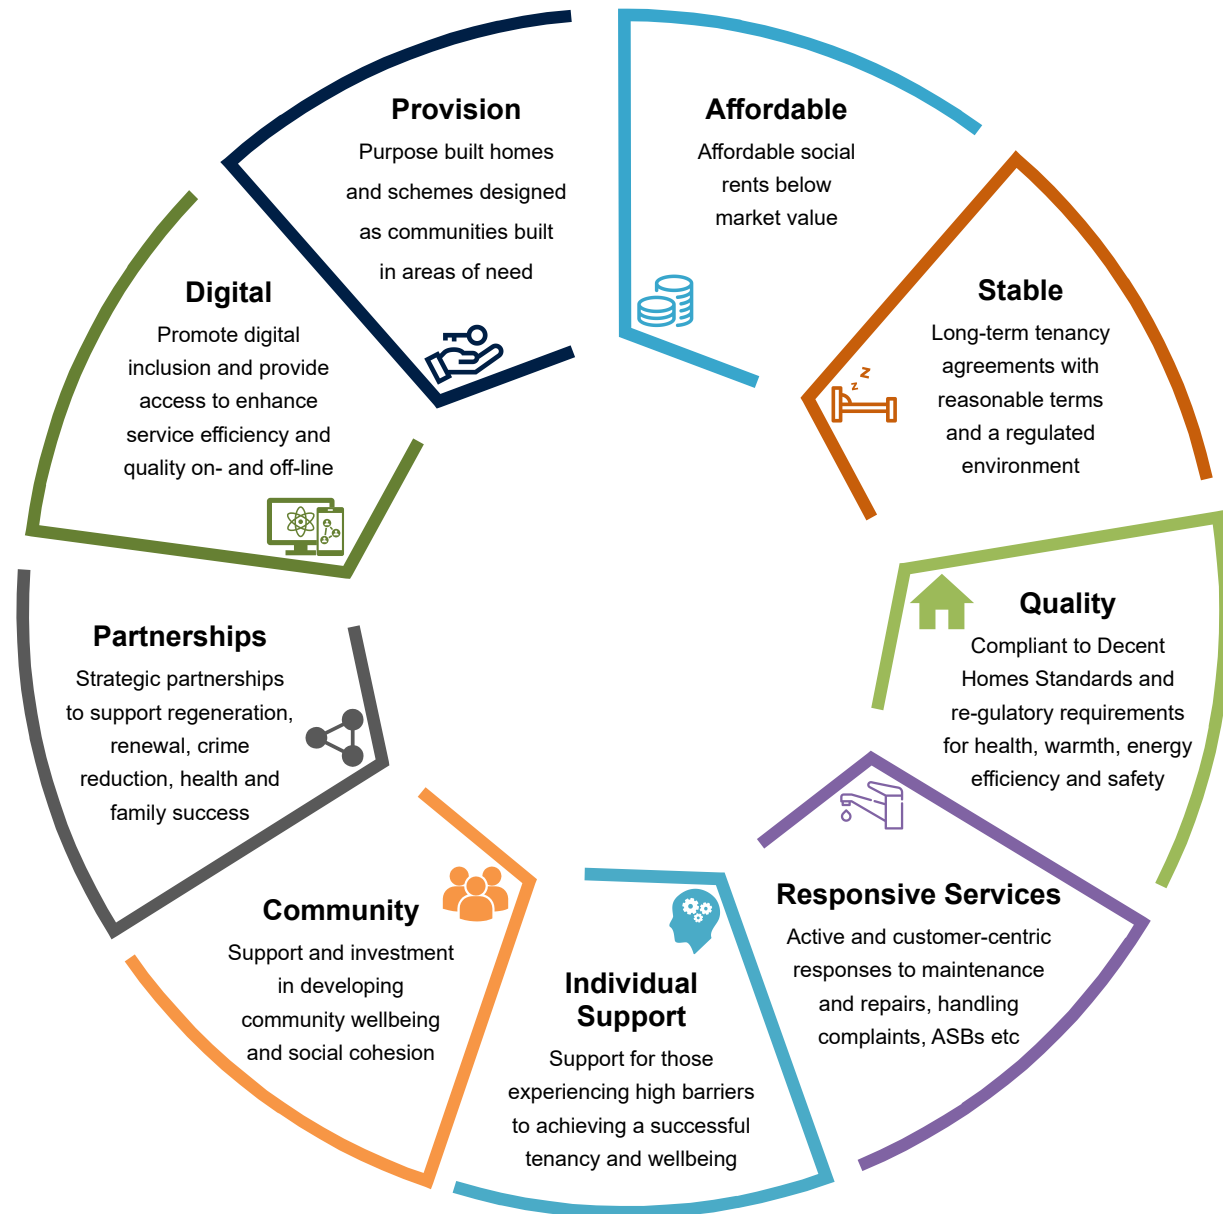 Provision
Purpose built homes
and schemes designed
as communities built
in areas of need
Affordable
Affordable social
rents below
market value
Stable
Long-term tenancy
agreements with
reasonable terms
and a regulated
environment
z
z
z
Quality
Compliant to Decent
Homes Standards and
re-gulatory requirements
for health, warmth, energy
efficiency and safety
Responsive Services
Active and customer-centric
responses to maintenance
and repairs, handling
complaints, ASBs etc
Individual
Support
Support for those
experiencing high barriers
to achieving a successful
tenancy and wellbeing
Community
Support and investment
in developing
community wellbeing
and social cohesion
Partnerships
Strategic partnerships
to support regeneration,
renewal, crime
reduction, health and
family success
Digital
Promote digital
inclusion and provide
access to enhance
service efficiency and
quality on- and off-line